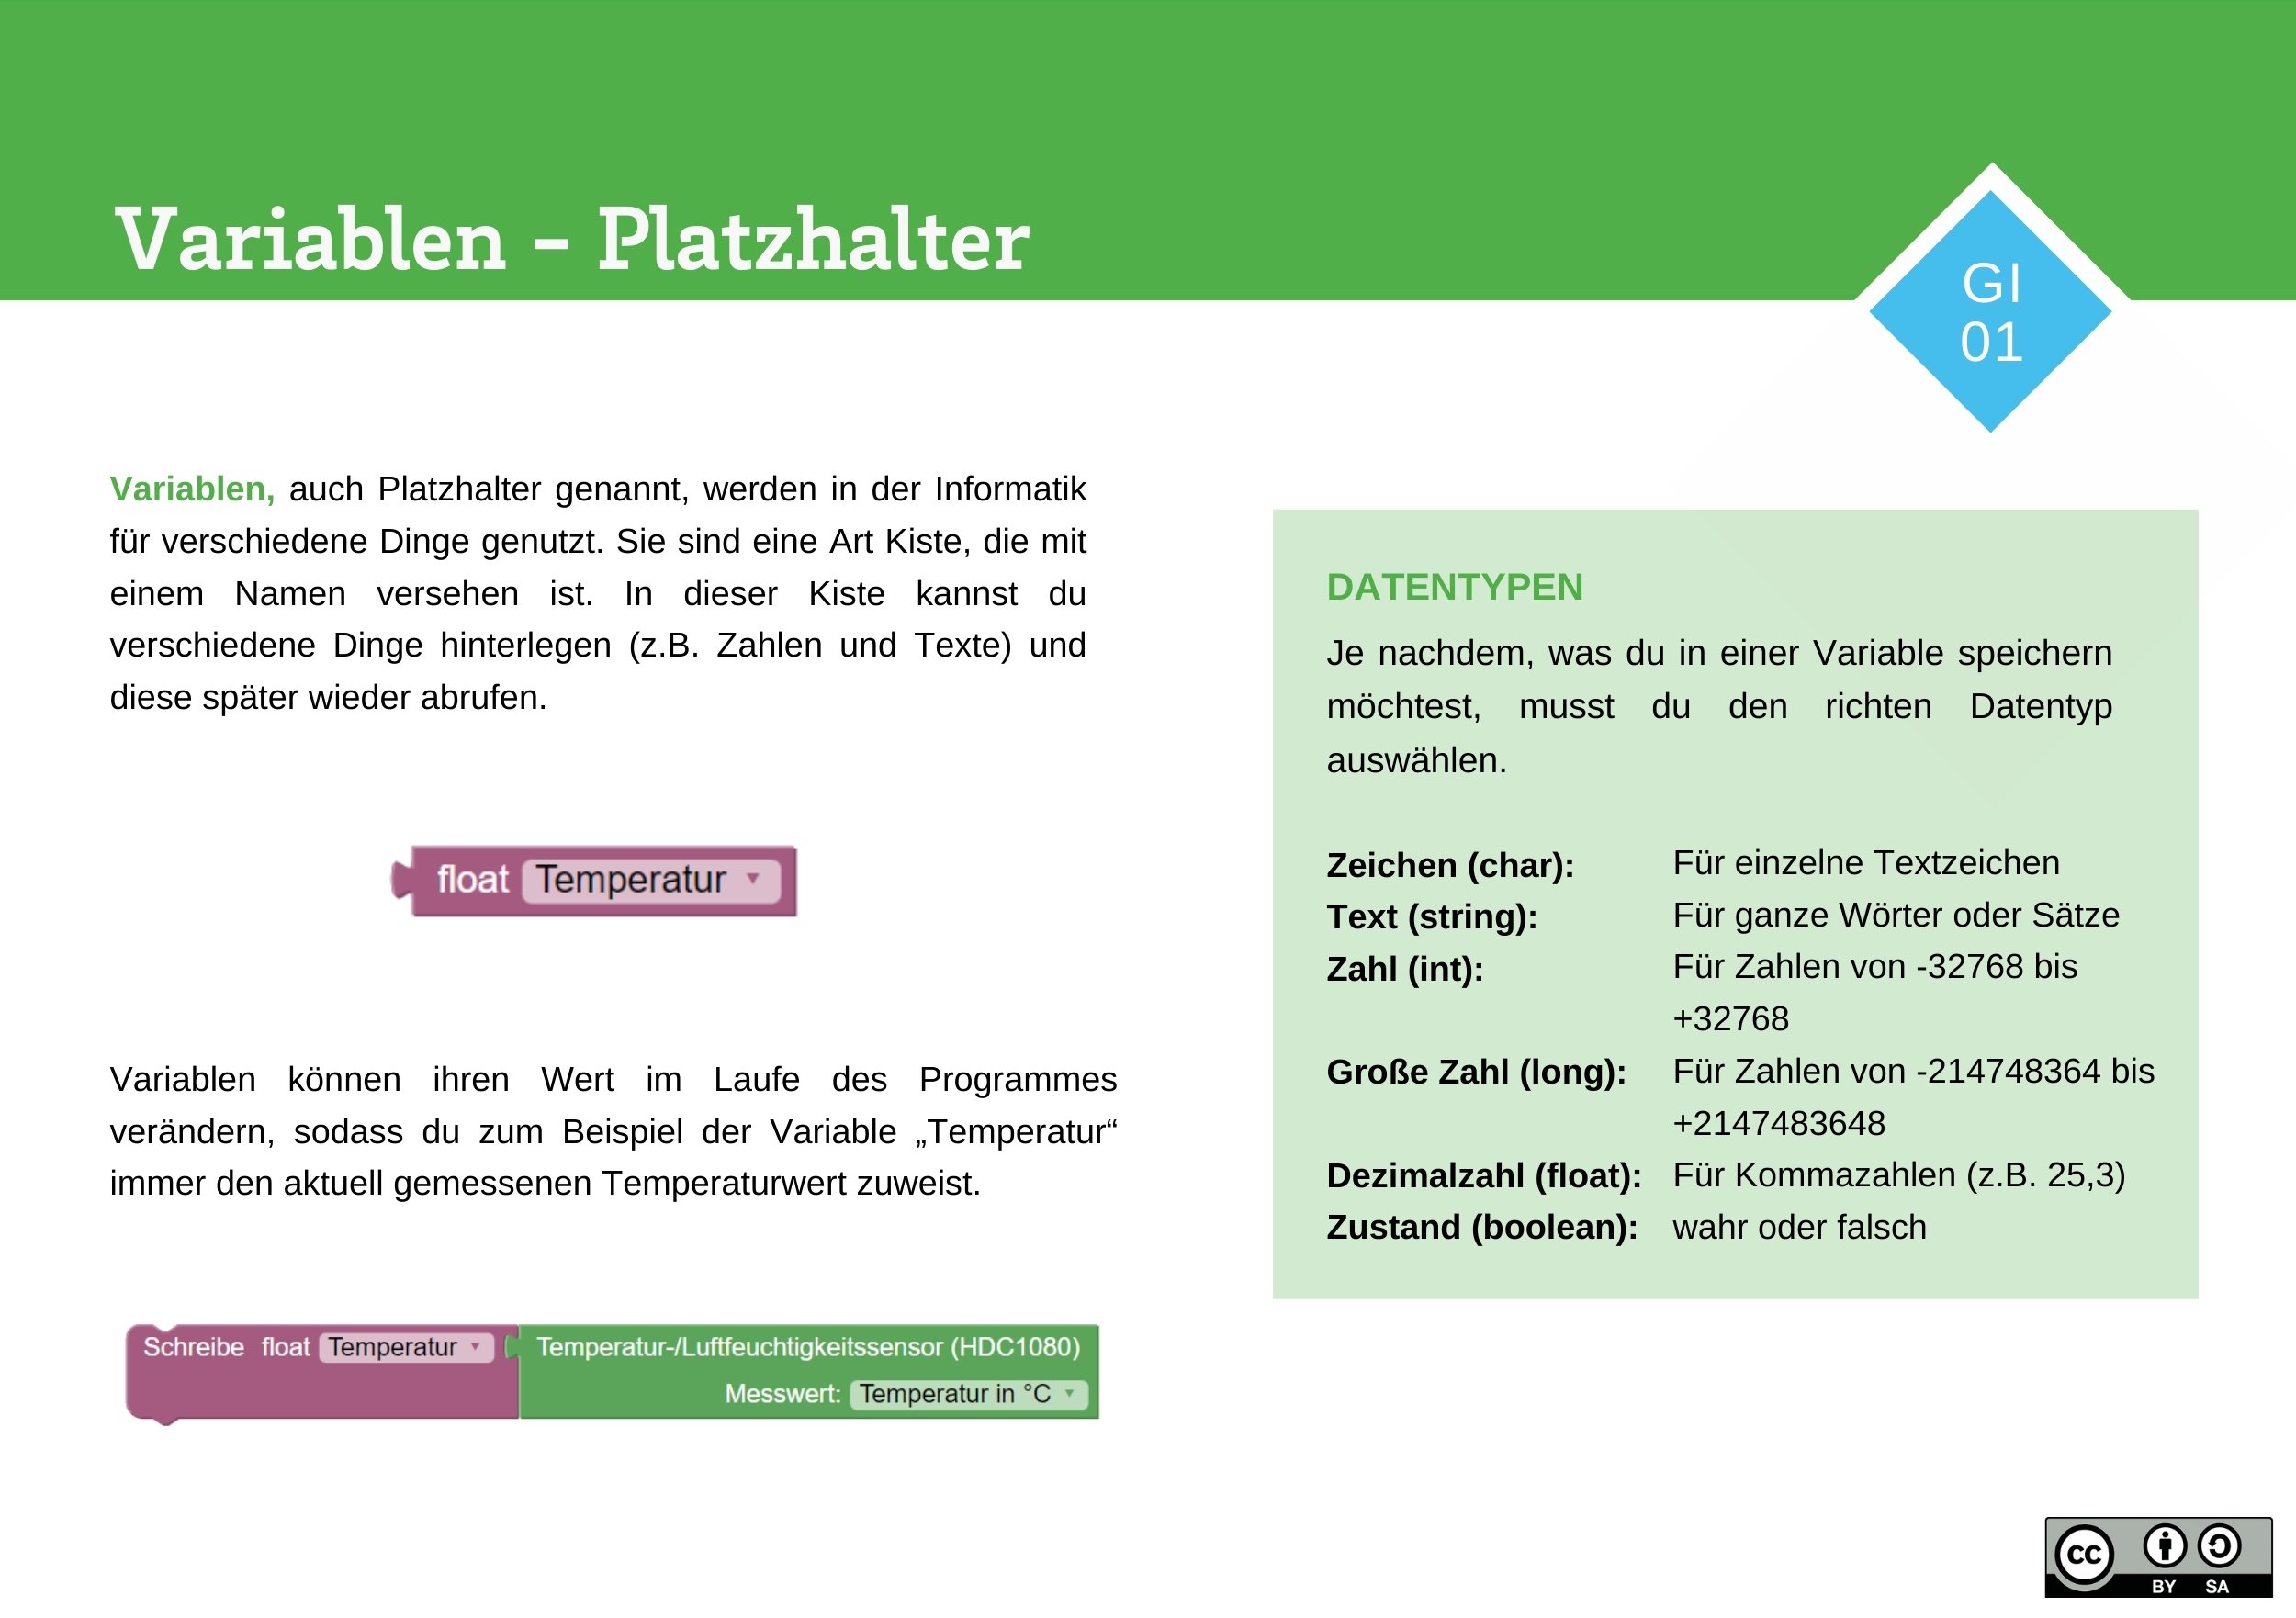 Variablen – Platzhalter
GI
01
Variablen, auch Platzhalter genannt, werden in der Informatik
für verschiedene Dinge genutzt. Sie sind eine Art Kiste, die mit
einem Namen versehen ist. In dieser Kiste kannst du
verschiedene Dinge hinterlegen (z.B. Zahlen und Texte) und
diese später wieder abrufen.
float Temperatur
Variablen können ihren Wert im Laufe des Programmes
verändern, sodass du zum Beispiel der Variable „Temperatur“
immer den aktuell gemessenen Temperaturwert zuweist.
Schreibe float Temperatur Temperatur-/Luftfeuchtigkeitssensor (HDC1080)
Messwert: Temperatur in °C
DATENTYPEN
Je nachdem, was du in einer Variable speichern
möchtest, musst du den richten Datentyp
auswählen.
Zeichen (char): Für einzelne Textzeichen
Text (string): Für ganze Wörter oder Sätze
Zahl (int): Für Zahlen von -32768 bis
+32768
Große Zahl (long): Für Zahlen von -214748364 bis
+2147483648
Dezimalzahl (float): Für Kommazahlen (z.B. 25,3)
Zustand (boolean): wahr oder falsch
cc
BY SA